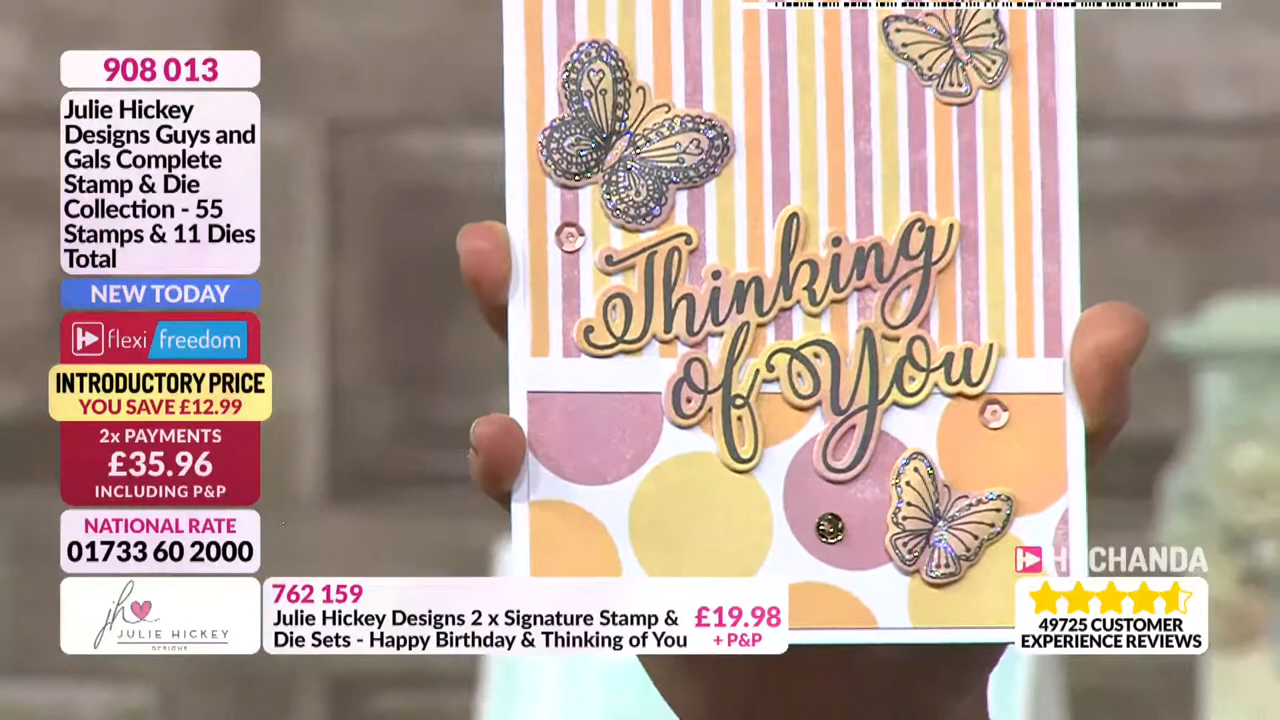 908 013
Julie Hickey
Designs Guys and
Gals Complete
Stamp & Die
Collection - 55
Stamps & 11 Dies
Total
NEW TODAY
flexi freedom
INTRODUCTORY PRICE
YOU SAVE £12.99
2x PAYMENTS
£35.96
INCLUDING P&P
NATIONAL RATE
01733 60 2000
Thinking
of You
jh
JULIE HICKEY
DESIGNS
762 159
Julie Hickey Designs 2 x Signature Stamp &
Die Sets - Happy Birthday & Thinking of You
£19.98
+ P&P
HOCHANDA
49725 CUSTOMER
EXPERIENCE REVIEWS